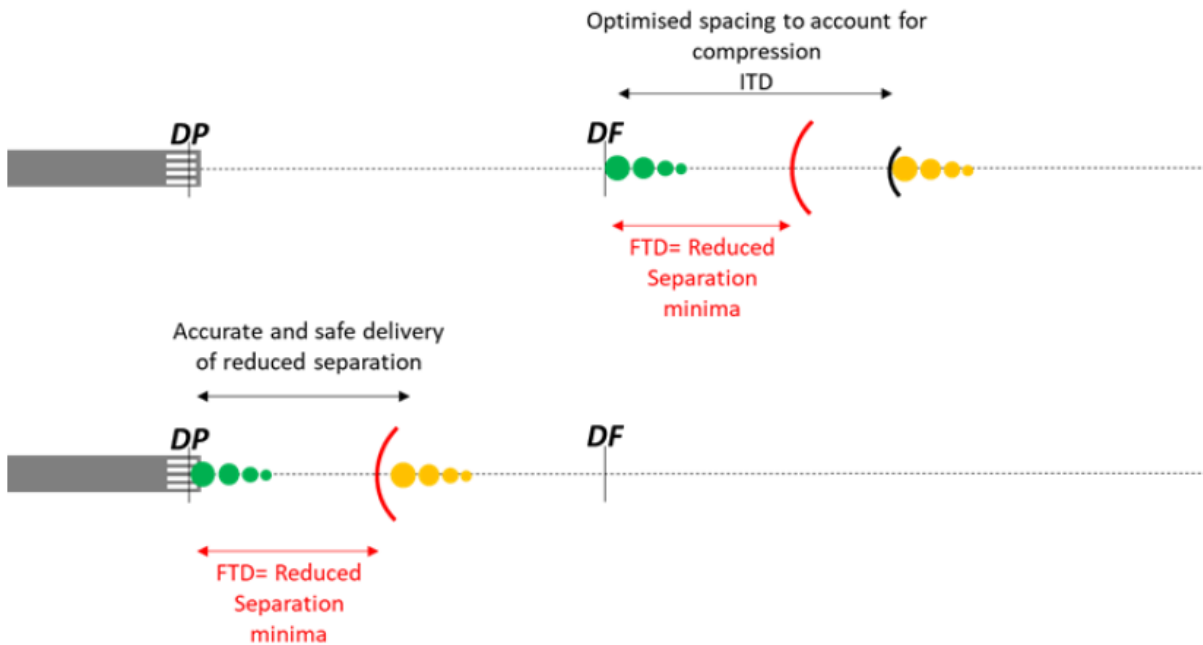 Optimised spacing to account for
compression
ITD
DP
DF
FTD= Reduced
Separation
minima
Accurate and safe delivery
of reduced separation
DP
DF
FTD= Reduced
Separation
minima